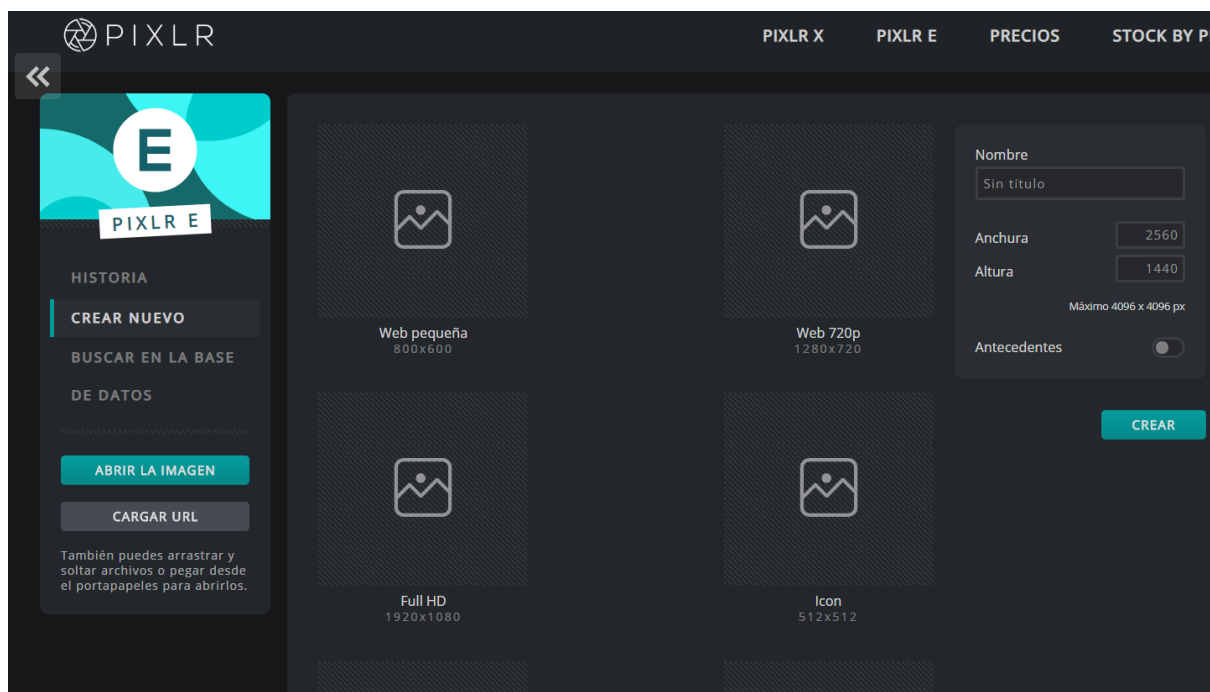 PIXLR
PIXLR X
PIXLR E
PRECIOS
STOCK BY P
E
PIXLR E
HISTORIA
CREAR NUEVO
BUSCAR EN LA BASE
DE DATOS
ABRIR LA IMAGEN
CARGAR URL
También puedes arrastrar y
soltar archivos o pegar desde
el portapapeles para abrirlos.
Web pequeña
800x600
Web 720p
1280x720
Full HD
1920x1080
Icon
512x512
Nombre
Sin título
Anchura
2560
Altura
1440
Máximo 4096 x 4096 px
Antecedentes
CREAR